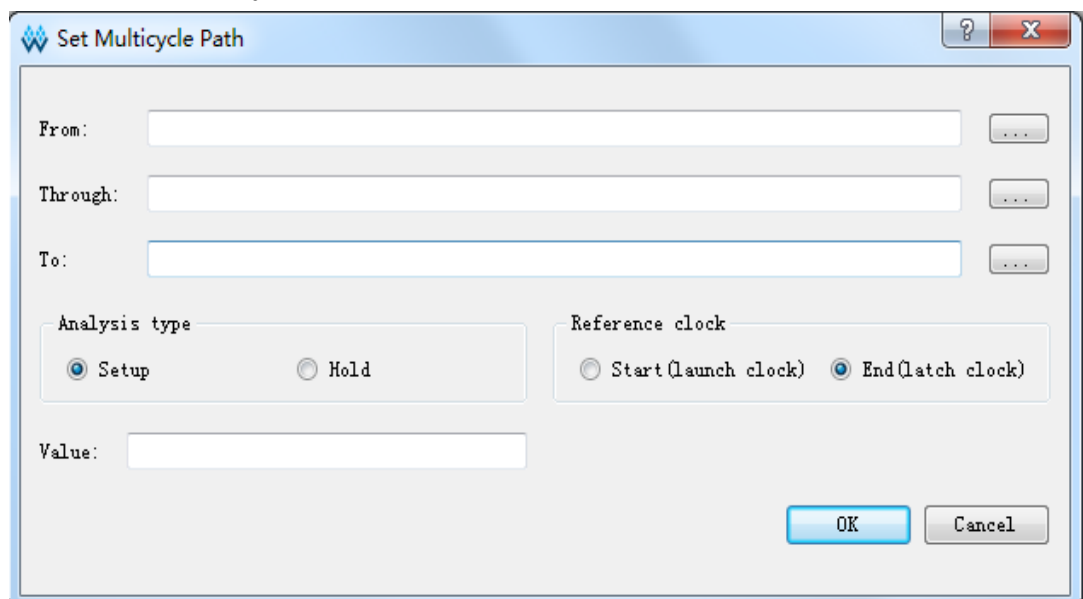 Set Multicycle Path
From: ...
Through: ...
To: ...
Analysis type Reference clock
Setup Hold Start(launch clock) End(latch clock)
Value:
OK Cancel